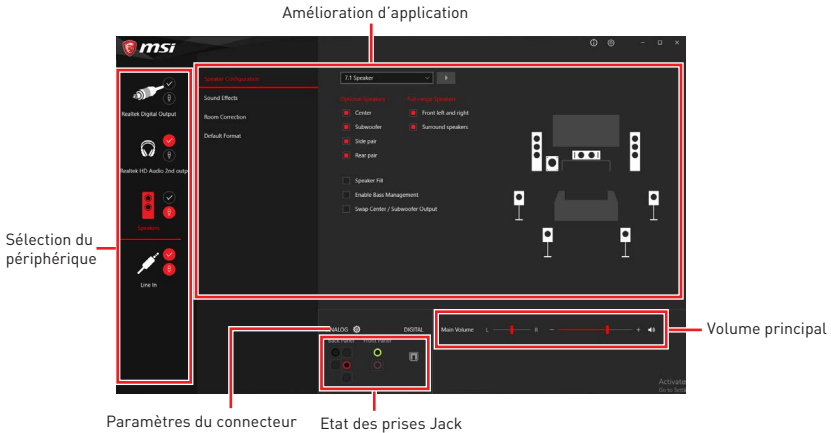 Amélioration d'application
msi
Speaker Configuration
Sound Effects
Room Correction
Default Format
7.1 Speaker
Optional Speakers
Full-range Speakers
Center
Front left and right
Subwoofer
Surround speakers
Side pair
Rear pair
Speaker Fill
Enable Bass Management
Swap Center / Subwoofer Output
Realtek Digital Output
Realtek HD Audio 2nd outp
Speakers
Line In
Sélection du
périphérique
ANALOG
DIGITAL
Back Panel
Front Panel
Main Volume
L
R
Volume principal
Activate
Go to Setti
Paramètres du connecteur
Etat des prises Jack